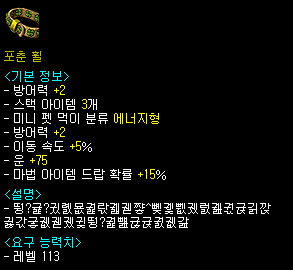 포춘 휠
<기본 정보>
- 방어력 +2
- 스택 아이템 3개
- 미니 펫 먹이 분류 에너지형
- 방어력 +2
- 이동 속도 +5%
- 운 +75
- 마법 아이템 드랍 확률 +15%
<설명>
<요구 능력치>
- 레벨 113